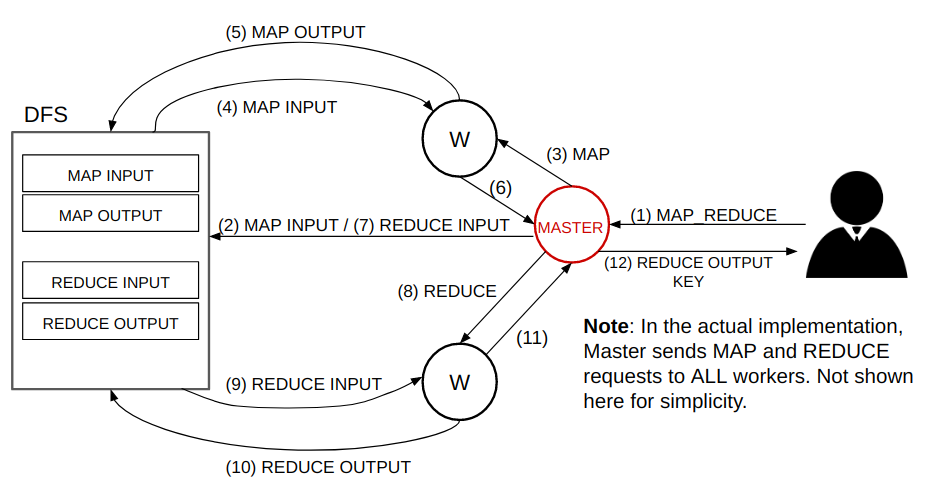 (5) MAP OUTPUT
(4) MAP INPUT
DFS
MAP INPUT
MAP OUTPUT
REDUCE INPUT
REDUCE OUTPUT
W
(3) MAP
(6)
(2) MAP INPUT / (7) REDUCE INPUT
MASTER
(1) MAP_REDUCE
(12) REDUCE OUTPUT
KEY
(8) REDUCE
(11)
W
(9) REDUCE INPUT
(10) REDUCE OUTPUT
Note: In the actual implementation,
Master sends MAP and REDUCE
requests to ALL workers. Not shown
here for simplicity.